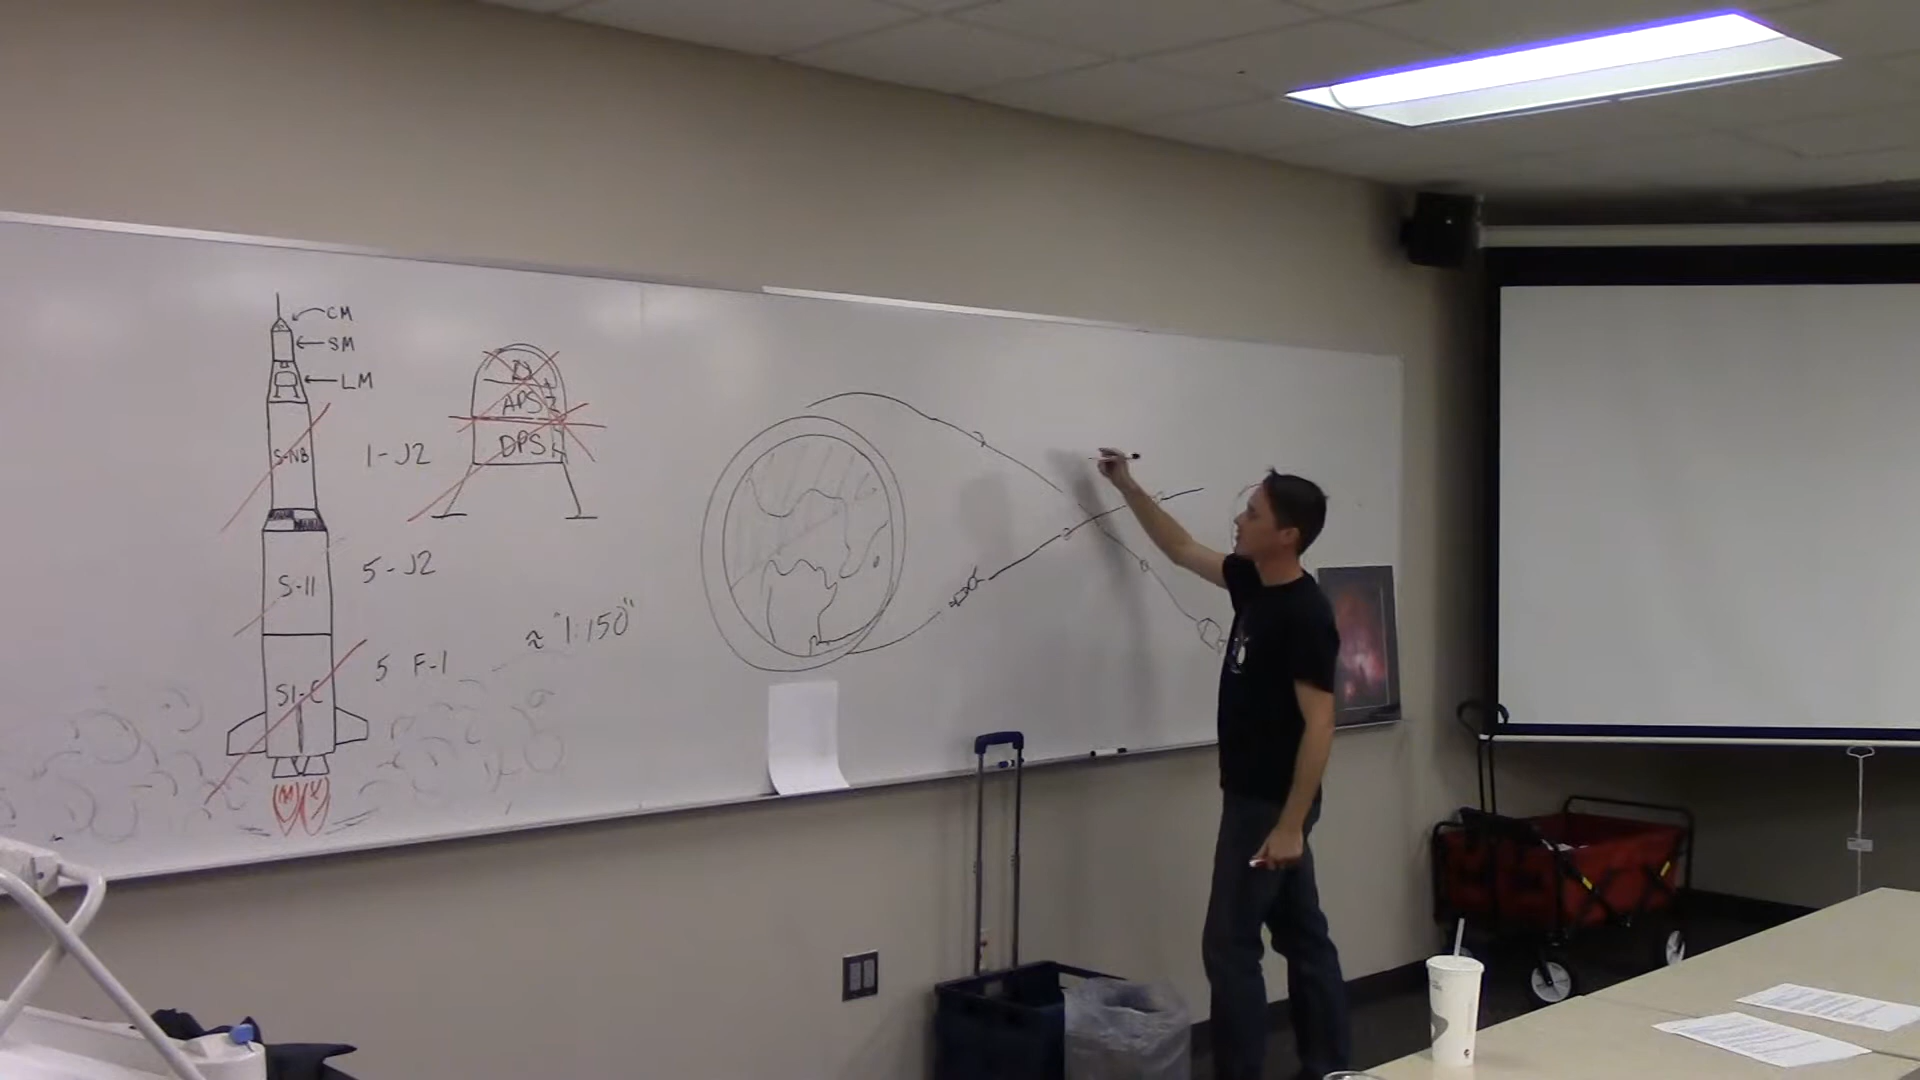 CM
SM
LM
S-IVB
1-J2
APS
DPS
S-II
5-J2
≈ "1:150"
S1-C
5 F-1